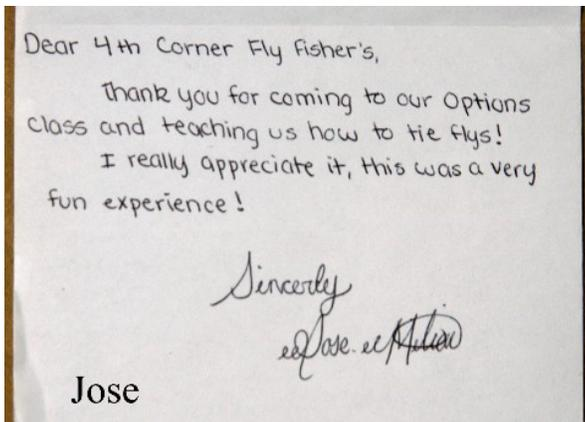 Dear 4th Corner Fly Fisher's,
Thank you for coming to our Options
class and teaching us how to tie flys!
I really appreciate it, this was a very
fun experience!
Sincerly
Jose
Jose